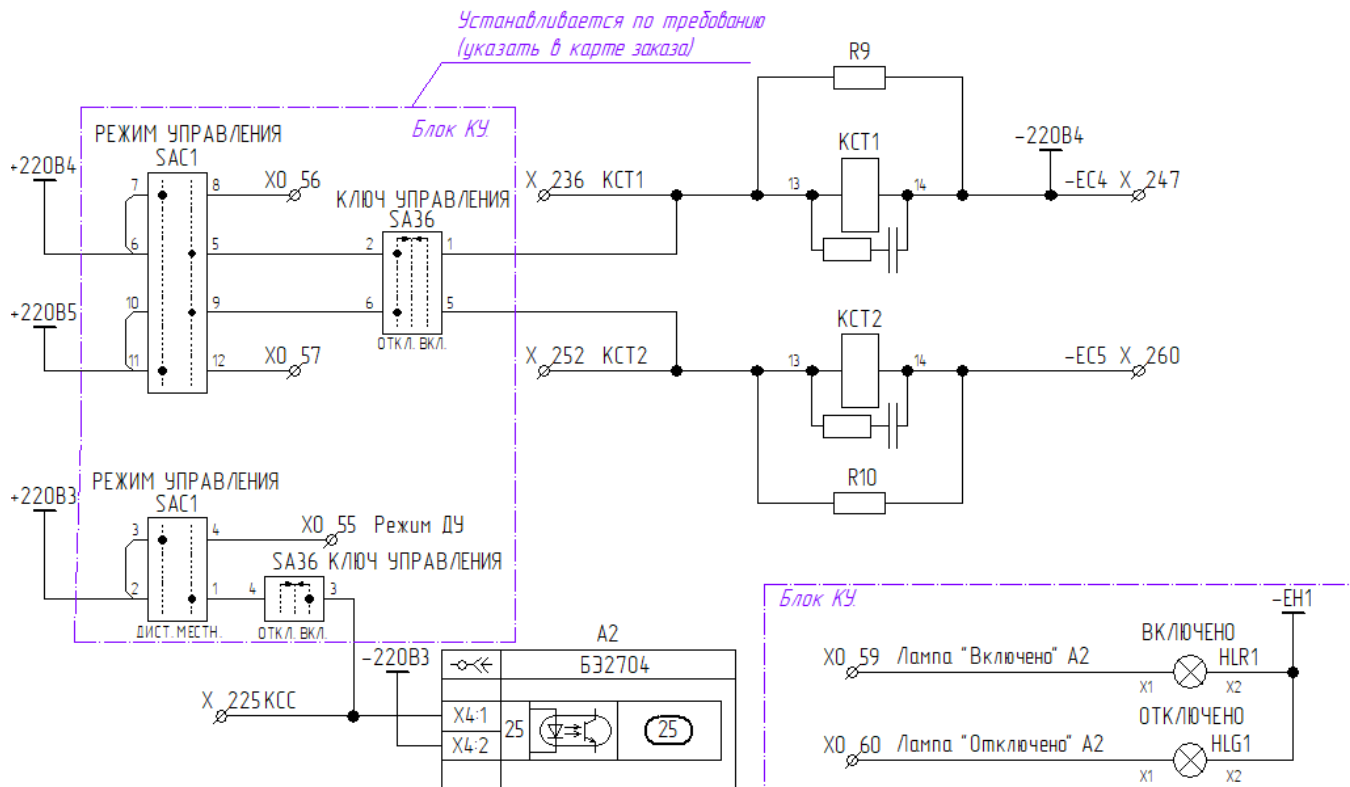 Устанавливается по требованию
(указать в карте заказа)
Блок КУ.
РЕЖИМ УПРАВЛЕНИЯ
SAC1
+220В4
7 8 Х0 56
6 5
КЛЮЧ УПРАВЛЕНИЯ
SA36
2 1
+220В5
10 9
6 5
ОТКЛ. ВКЛ.
11 12 Х0 57
R9
Х 236 КСТ1
КСТ1
13 14
-220В4
-ЕС4 Х 247
Х 252 КСТ2
КСТ2
13 14
-ЕС5 Х 260
R10
РЕЖИМ УПРАВЛЕНИЯ
SAC1
+220В3
3 4 Х0 55 Режим ДУ
SA36 КЛЮЧ УПРАВЛЕНИЯ
2 1 4 3
ДИСТ. МЕСТН. ОТКЛ. ВКЛ.
-220В3
А2
БЭ2704
Х 225 КСС
Х4:1
Х4:2
25 25
Блок КУ.
-ЕН1
ВКЛЮЧЕНО
Х0 59 Лампа "Включено" А2 HLR1
Х1 Х2
ОТКЛЮЧЕНО
Х0 60 Лампа "Отключено" А2 HLG1
Х1 Х2